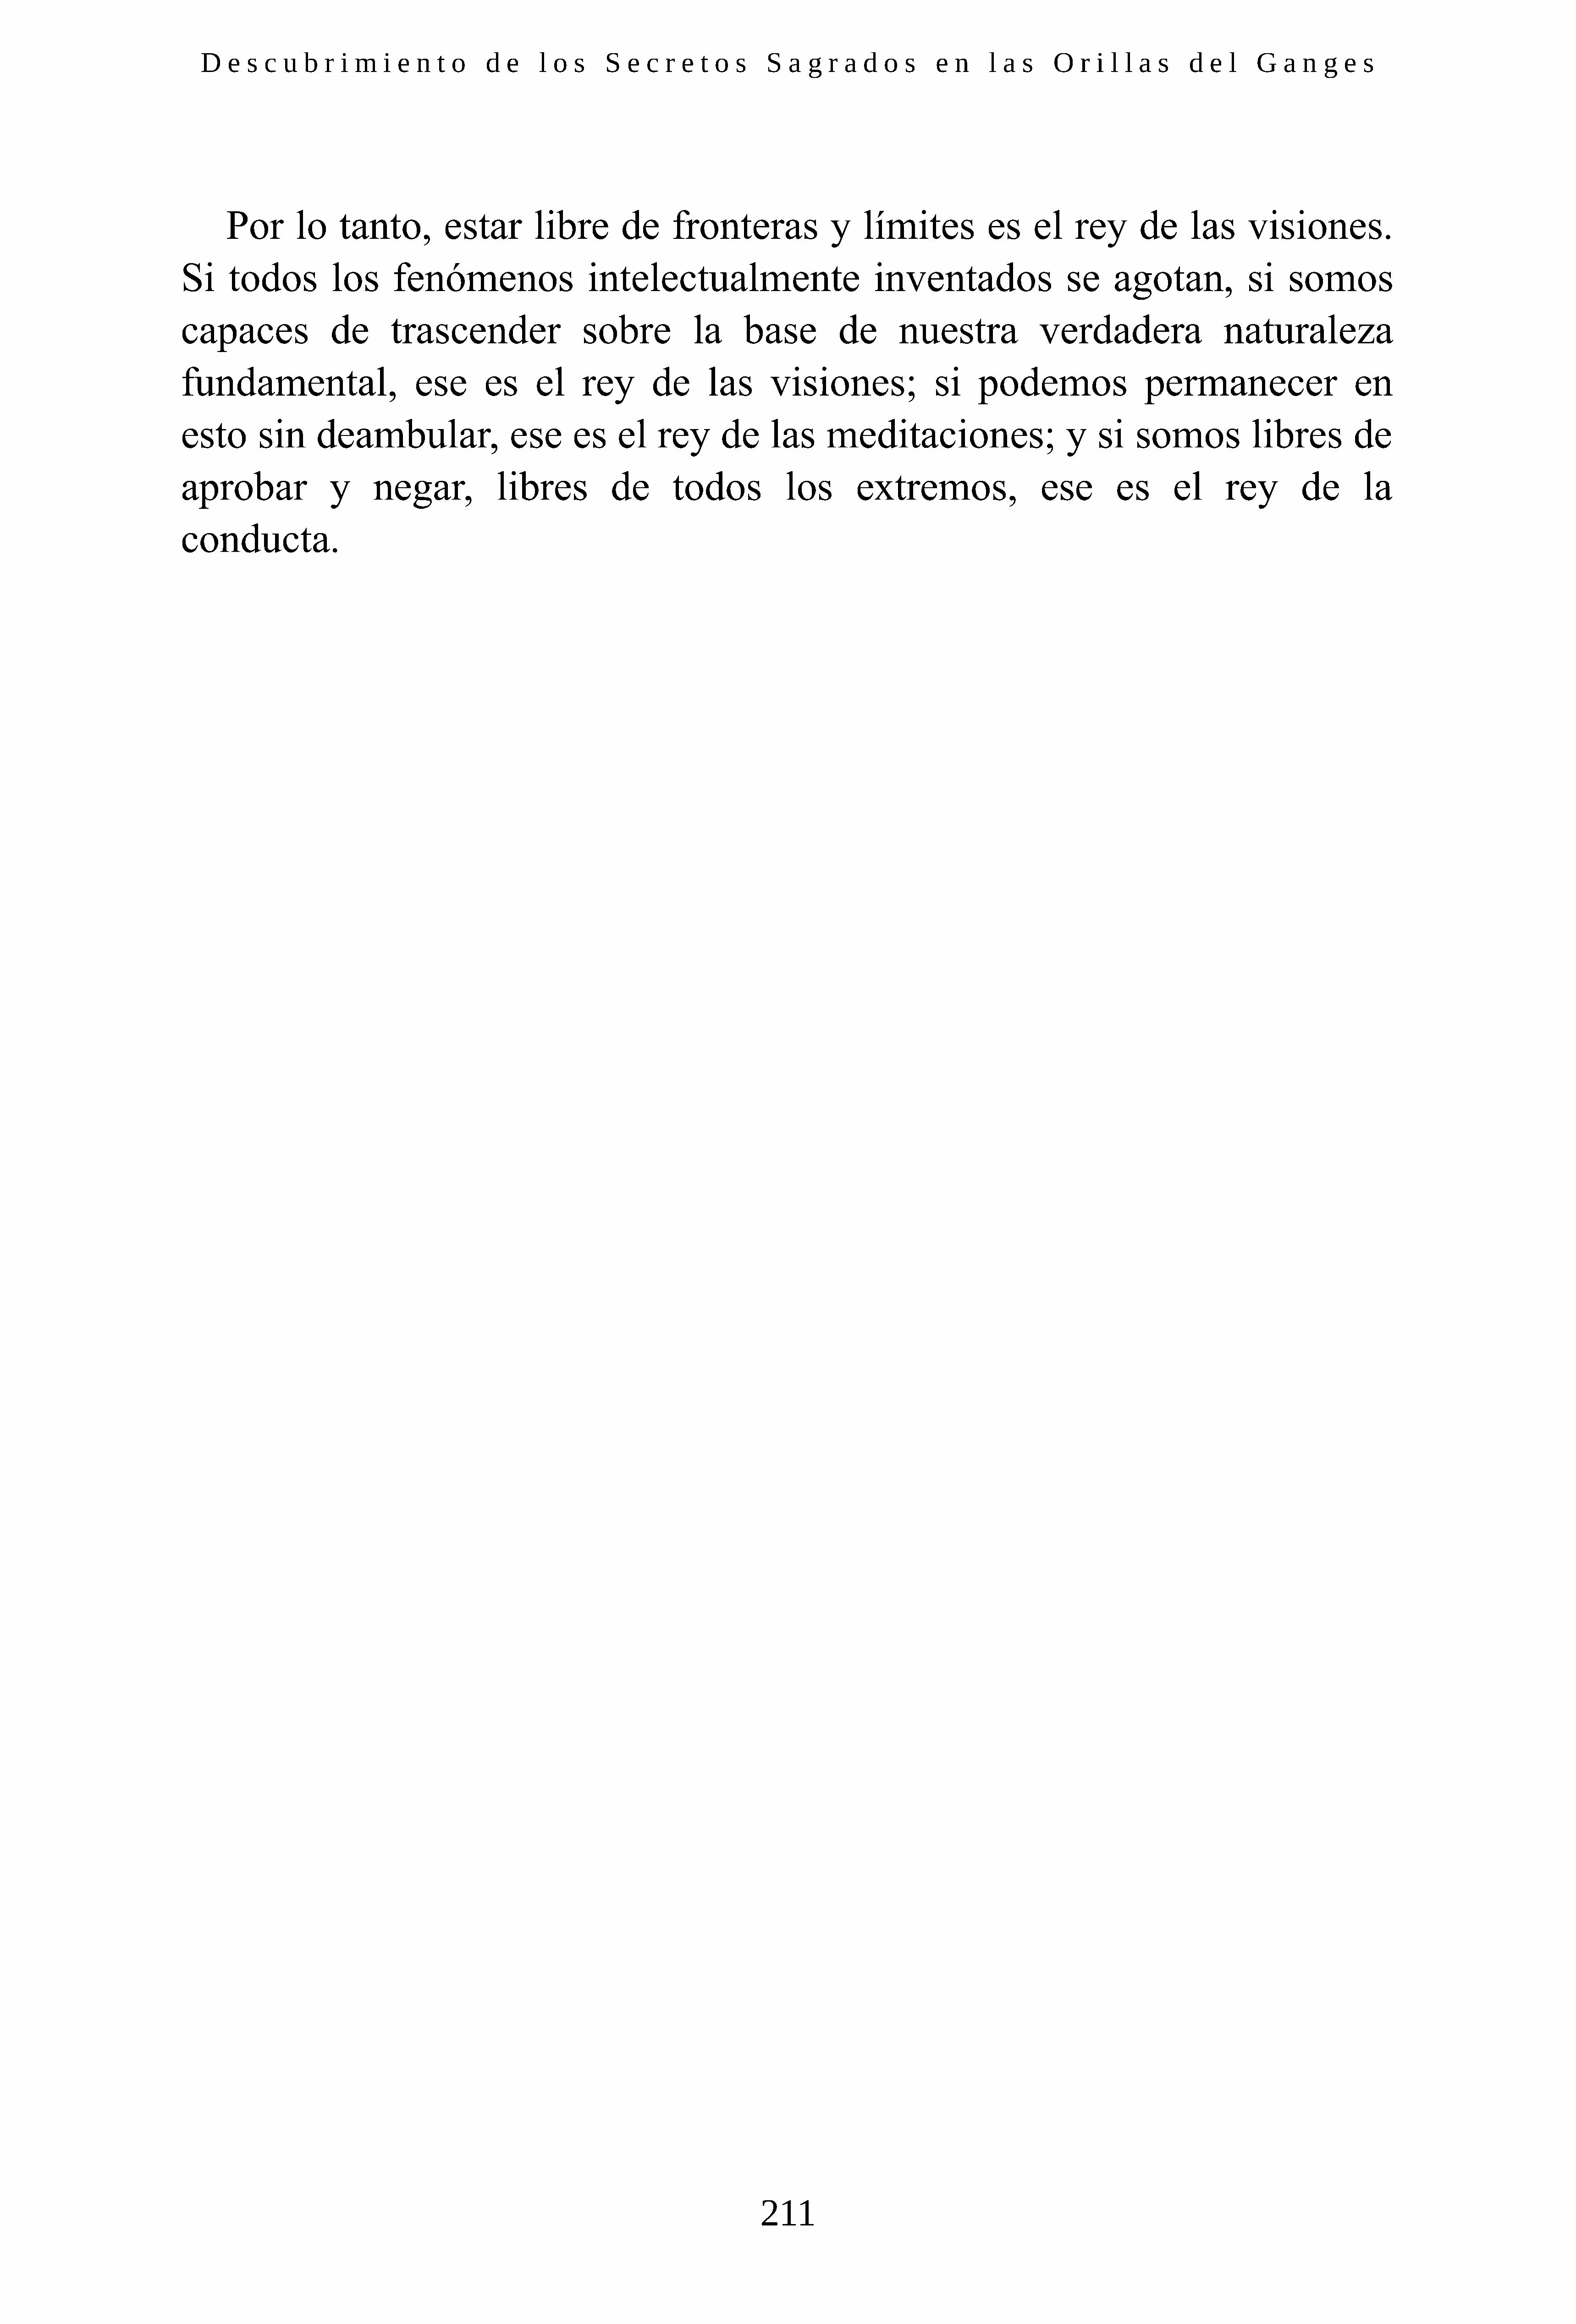 Descubrimiento de los Secretos Sagrados en las Orillas del Ganges
Por lo tanto, estar libre de fronteras y límites es el rey de las visiones.
Si todos los fenómenos intelectualmente inventados se agotan, si somos
capaces de trascender sobre la base de nuestra verdadera naturaleza
fundamental, ese es el rey de las visiones; si podemos permanecer en
esto sin deambular, ese es el rey de las meditaciones; y si somos libres de
aprobar y negar, libres de todos los extremos, ese es el rey de la
conducta.
211